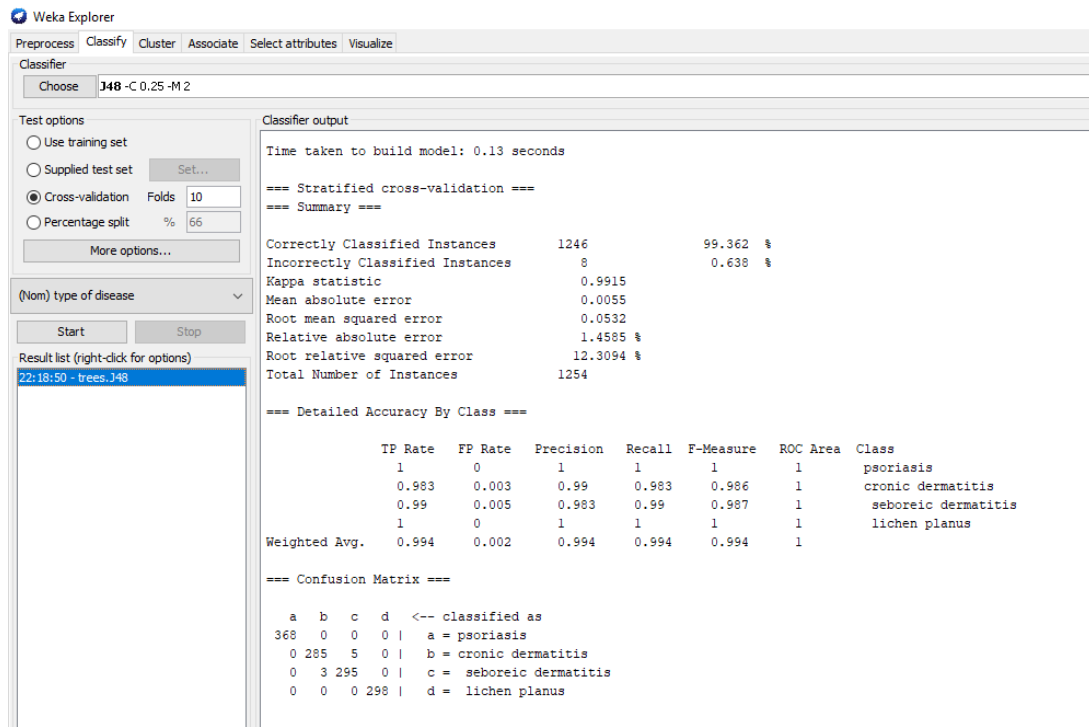 Weka Explorer
Preprocess Classify Cluster Associate Select attributes Visualize
Classifier
Choose J48 -C 0.25 -M 2
Test options
Use training set
Supplied test set Set...
Cross-validation Folds 10
Percentage split % 66
More options...
(Nom) type of disease
Start Stop
Result list (right-click for options)
22:18:50 - trees.J48
Classifier output
Time taken to build model: 0.13 seconds
=== Stratified cross-validation ===
=== Summary ===
Correctly Classified Instances 1246 99.362 %
Incorrectly Classified Instances 8 0.638 %
Kappa statistic 0.9915
Mean absolute error 0.0055
Root mean squared error 0.0532
Relative absolute error 1.4585 %
Root relative squared error 12.3094 %
Total Number of Instances 1254
=== Detailed Accuracy By Class ===
TP Rate FP Rate Precision Recall F-Measure ROC Area Class
1 0 1 1 1 1 psoriasis
0.983 0.003 0.99 0.983 0.986 1 cronic dermatitis
0.99 0.005 0.983 0.99 0.987 1 seboreic dermatitis
1 0 1 1 1 1 lichen planus
Weighted Avg. 0.994 0.002 0.994 0.994 0.994 1
=== Confusion Matrix ===
a b c d <-- classified as
368 0 0 0 | a = psoriasis
0 285 5 0 | b = cronic dermatitis
0 3 295 0 | c = seboreic dermatitis
0 0 0 298 | d = lichen planus